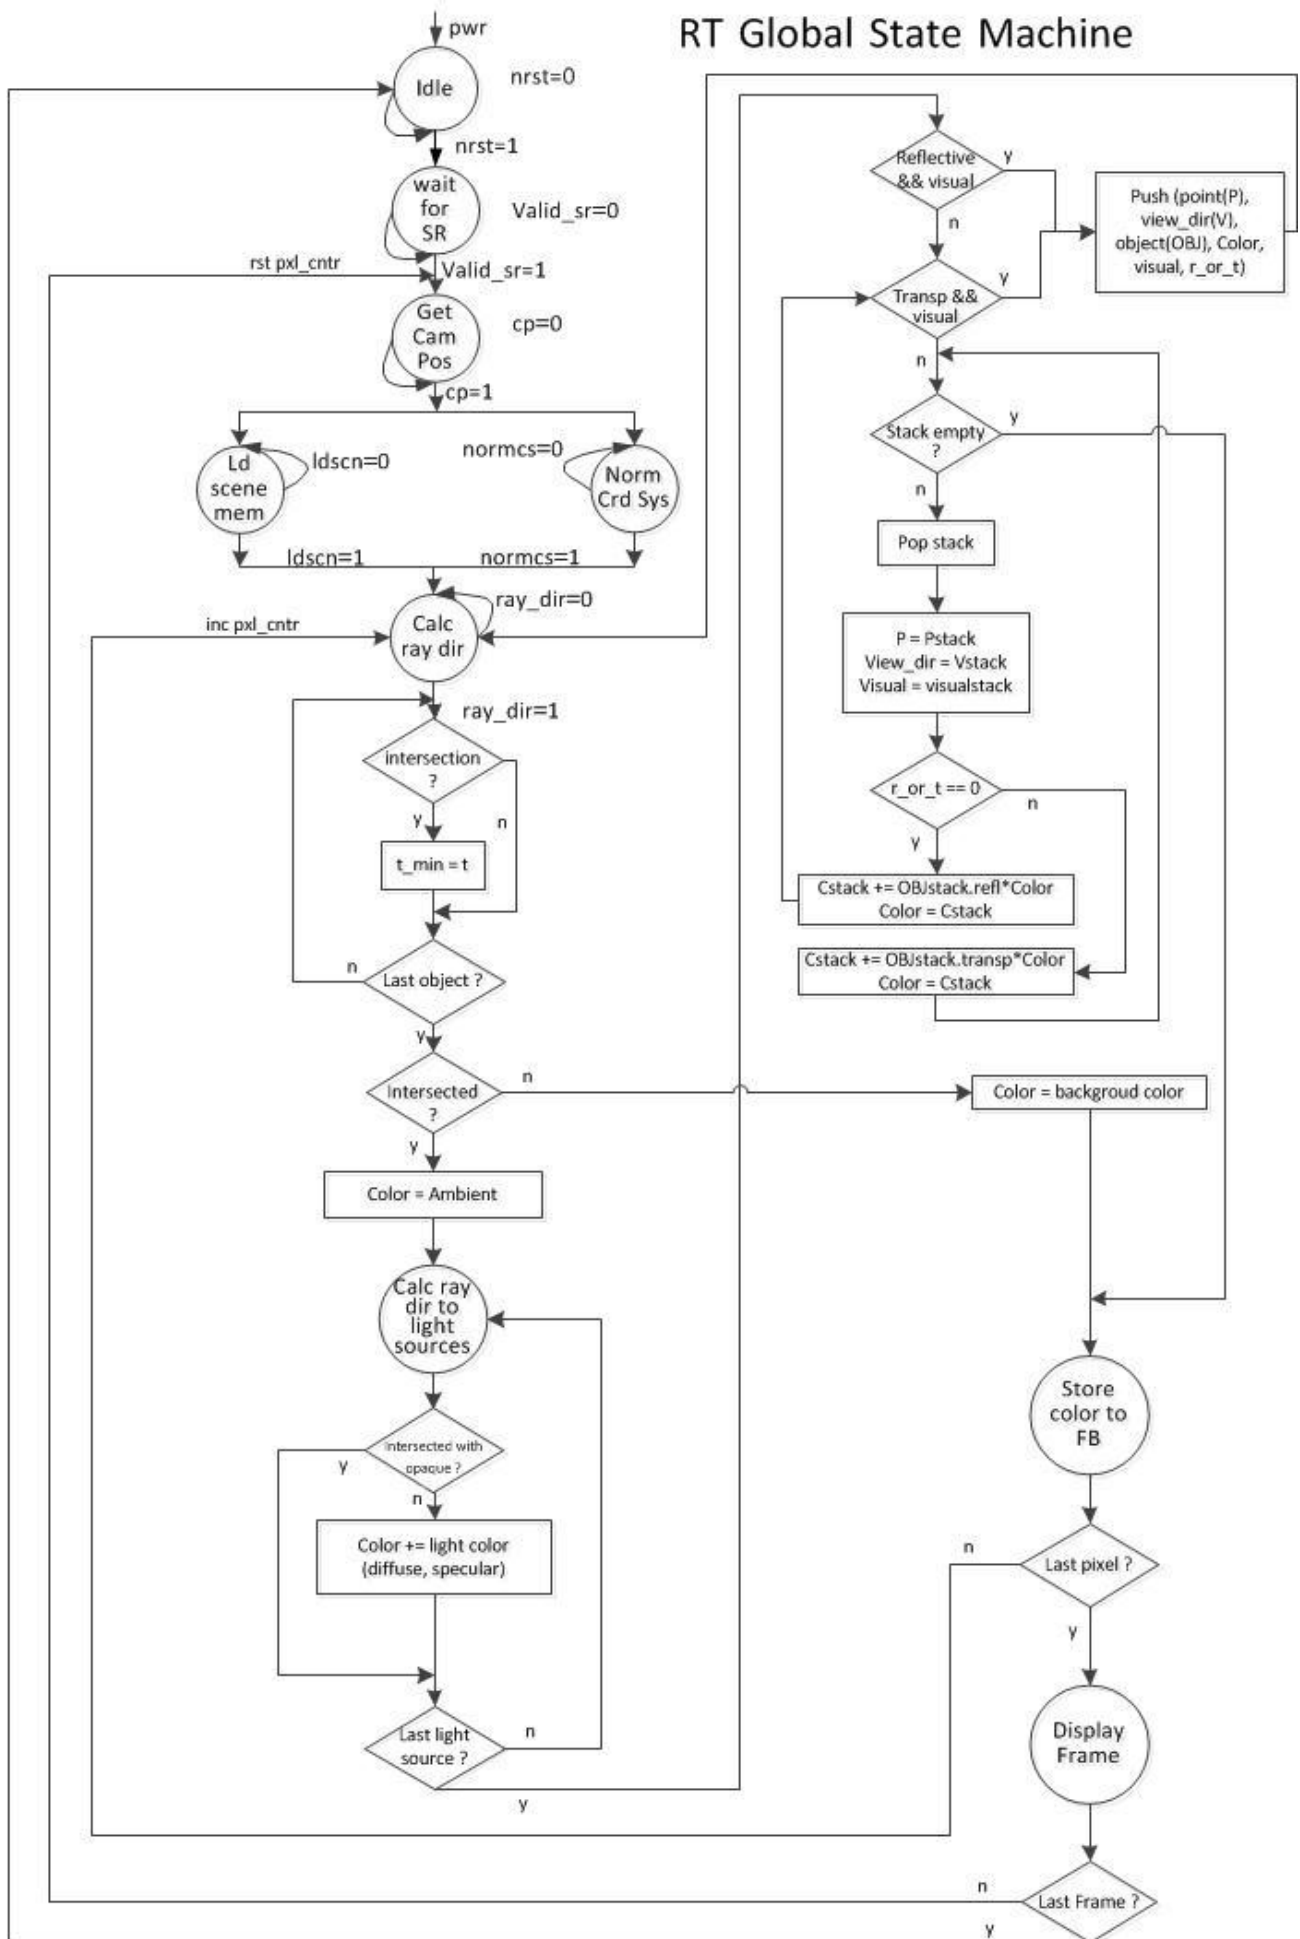 RT Global State Machine
pwr
Idle
nrst=0
nrst=1
wait
for
SR
Valid_sr=0
rst pxl_cntr
Valid_sr=1
Get
Cam
Pos
cp=0
cp=1
Ld
scene
mem
ldscn=0
normcs=0
Norm
Crd Sys
ldscn=1
normcs=1
ray_dir=0
inc pxl_cntr
Calc
ray dir
ray_dir=1
intersection
?
y
n
t_min = t
Last object ?
n
y
Intersected
?
n
y
Color = Ambient
Calc ray
dir to
light
sources
Intersected with
opaque ?
y
n
Color += light color
(diffuse, specular)
Last light
source ?
n
y
Reflective
&& visual
y
n
Push (point(P),
view_dir(V),
object(OBJ), Color,
visual, r_or_t)
Transp &&
visual
y
n
Stack empty
?
y
n
Pop stack
P = Pstack
View_dir = Vstack
Visual = visualstack
r_or_t == 0
n
y
Cstack += OBJstack.refl*Color
Color = Cstack
Cstack += OBJstack.transp*Color
Color = Cstack
Color = backgroud color
Store
color to
FB
Last pixel ?
n
y
Display
Frame
Last Frame ?
n
y